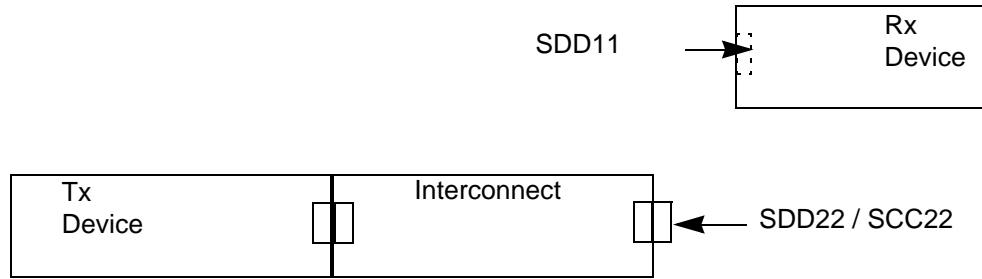 SDD11
Rx
Device
Tx
Device
Interconnect
SDD22 / SCC22